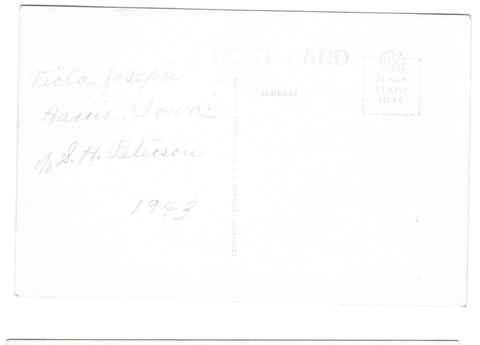 POST CARD
Viola Joseph
Harris, Iowa.
℅ S. H. Peterson
1943
ADDRESS
PLACE
STAMP
HERE